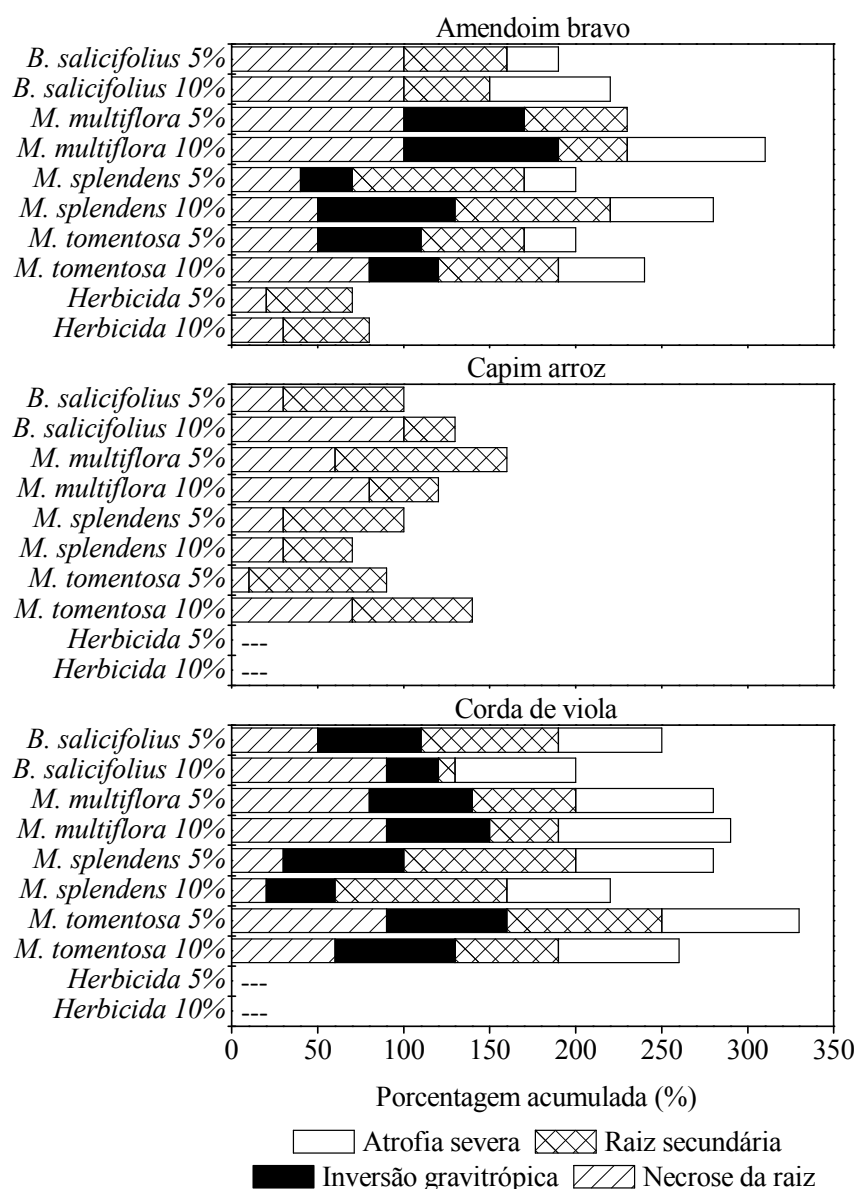 Amendoim bravo
B. salicifolius 5%
B. salicifolius 10%
M. multiflora 5%
M. multiflora 10%
M. splendens 5%
M. splendens 10%
M. tomentosa 5%
M. tomentosa 10%
Herbicida 5%
Herbicida 10%
Capim arroz
B. salicifolius 5%
B. salicifolius 10%
M. multiflora 5%
M. multiflora 10%
M. splendens 5%
M. splendens 10%
M. tomentosa 5%
M. tomentosa 10%
Herbicida 5% ---
Herbicida 10% ---
Corda de viola
B. salicifolius 5%
B. salicifolius 10%
M. multiflora 5%
M. multiflora 10%
M. splendens 5%
M. splendens 10%
M. tomentosa 5%
M. tomentosa 10%
Herbicida 5% ---
Herbicida 10% ---
0 50 100 150 200 250 300 350
Porcentagem acumulada (%)
Atrofia severa Raiz secundária
Inversão gravitrópica Necrose da raiz